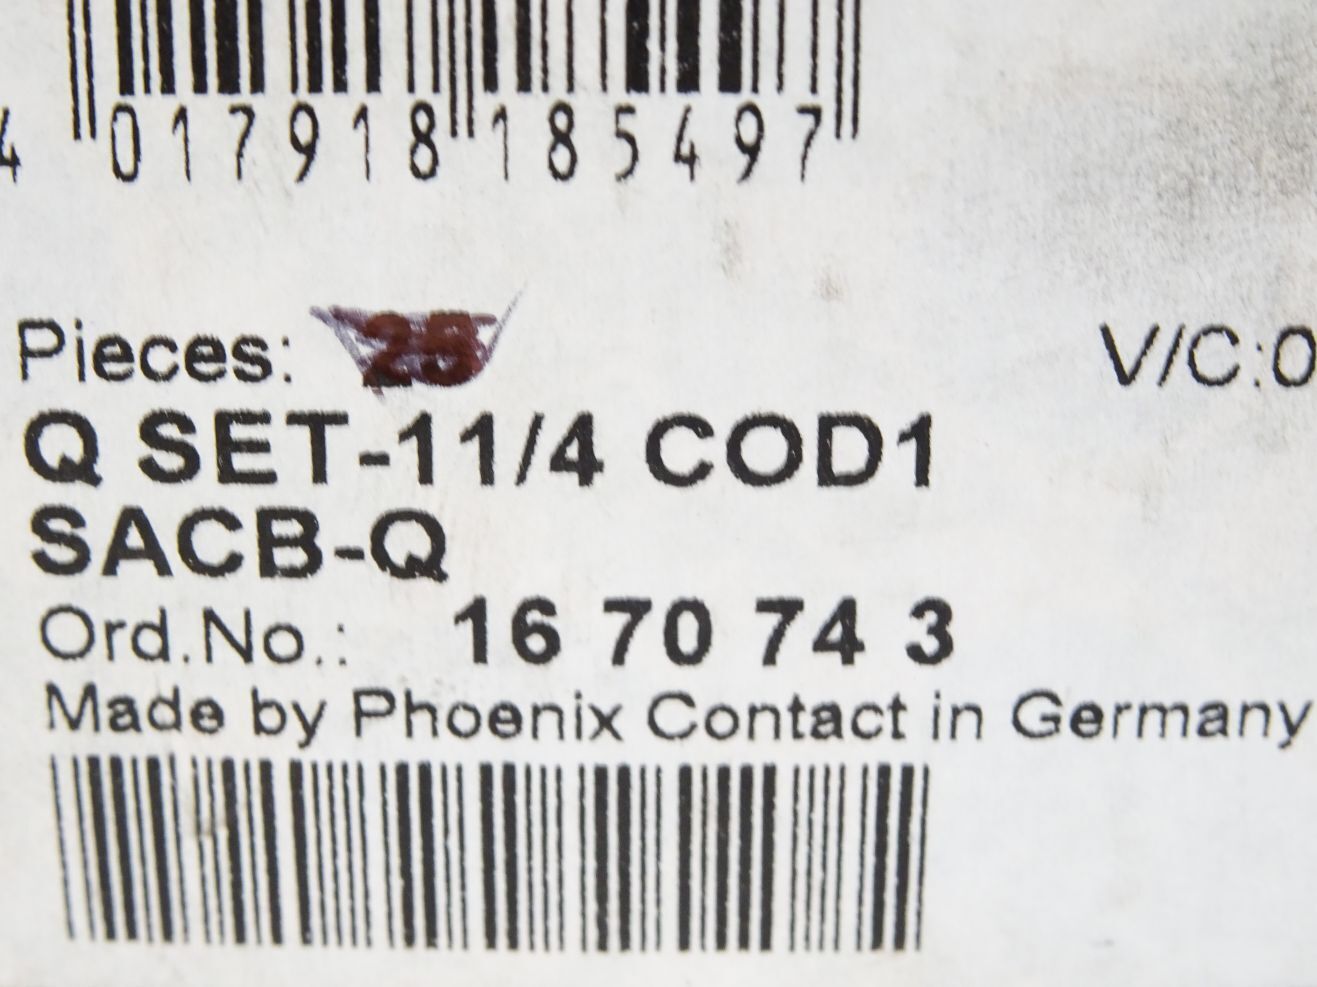 4 017918 185497
Pieces: 25 V/C:0
Q SET-11/4 COD1
SACB-Q
Ord.No.: 16 70 74 3
Made by Phoenix Contact in Germany